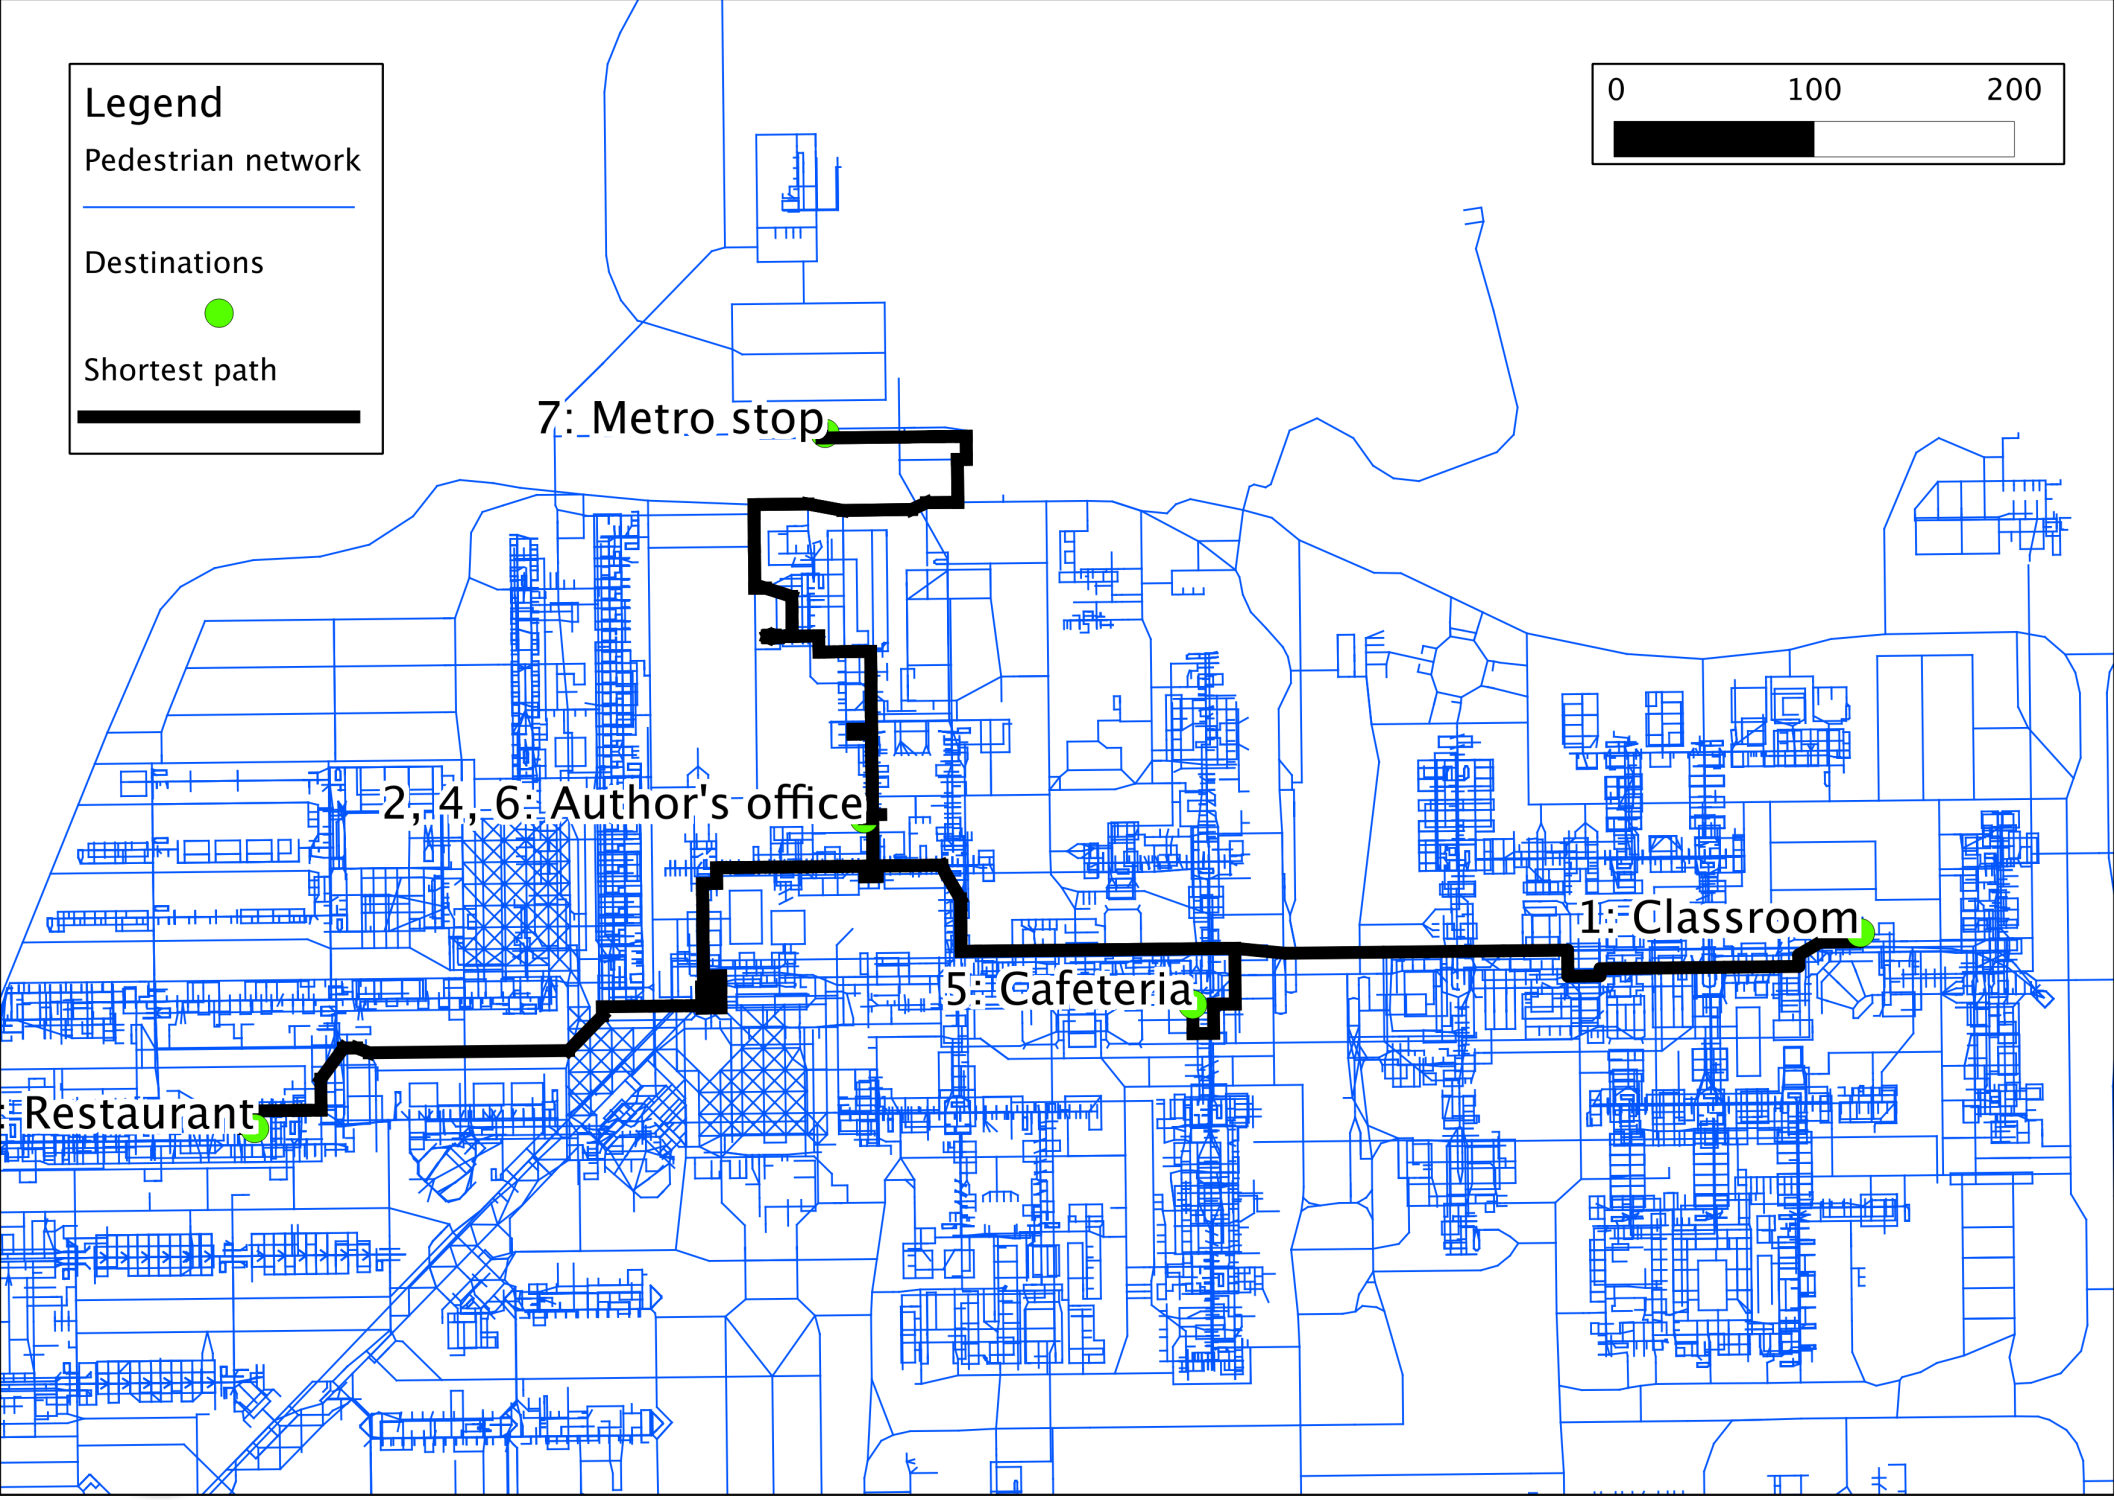 Legend
Pedestrian network
Destinations
Shortest path
0 100 200
7: Metro stop
2, 4, 6: Author's office
1: Classroom
5: Cafeteria
: Restaurant